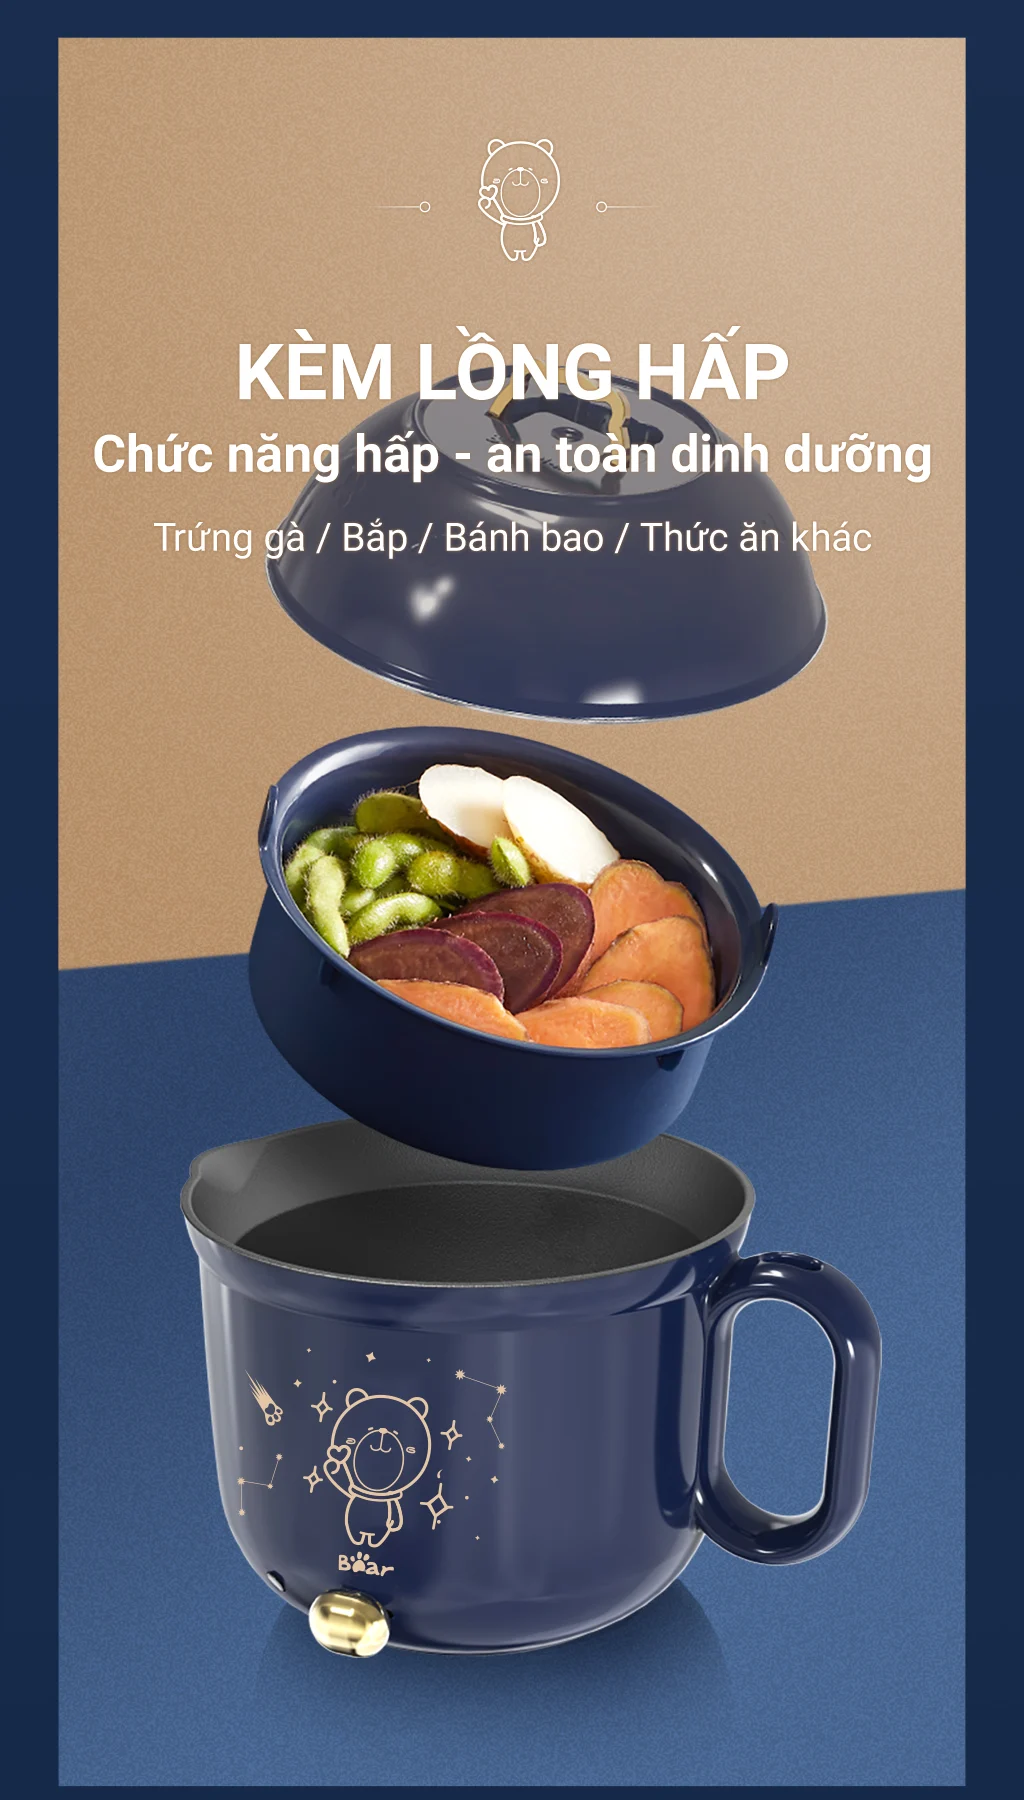 KÈM LỒNG HẤP
Chức năng hấp - an toàn dinh dưỡng
Trứng gà / Bắp / Bánh bao / Thức ăn khác
Bear